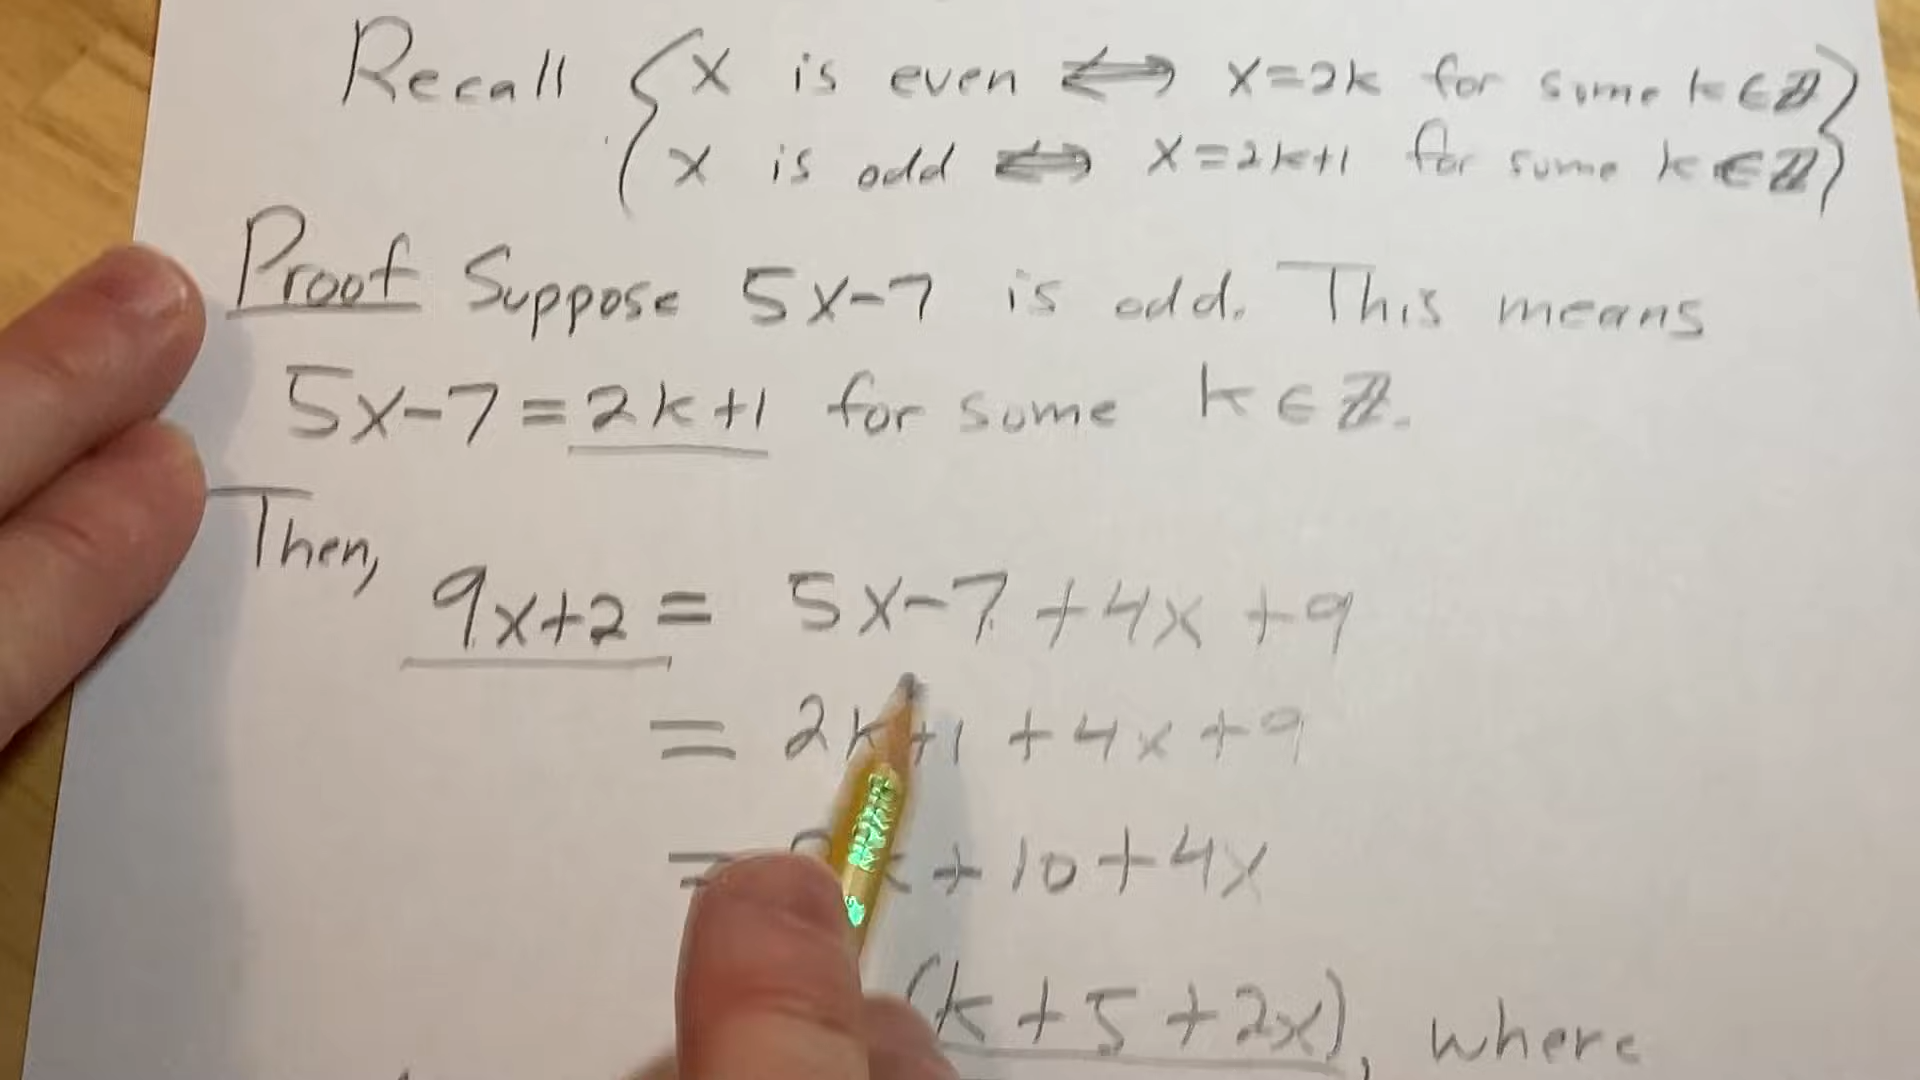 Recall { x is even ⟺ x=2k for some k∈ℤ
x is odd ⟺ x=2k+1 for some k∈ℤ }
Proof Suppose 5x-7 is odd. This means
5x-7=2k+1 for some k∈ℤ.
Then,
9x+2 = 5x-7+4x+9
= 2k+1+4x+9
= +10+4x
(k+5+2x), where